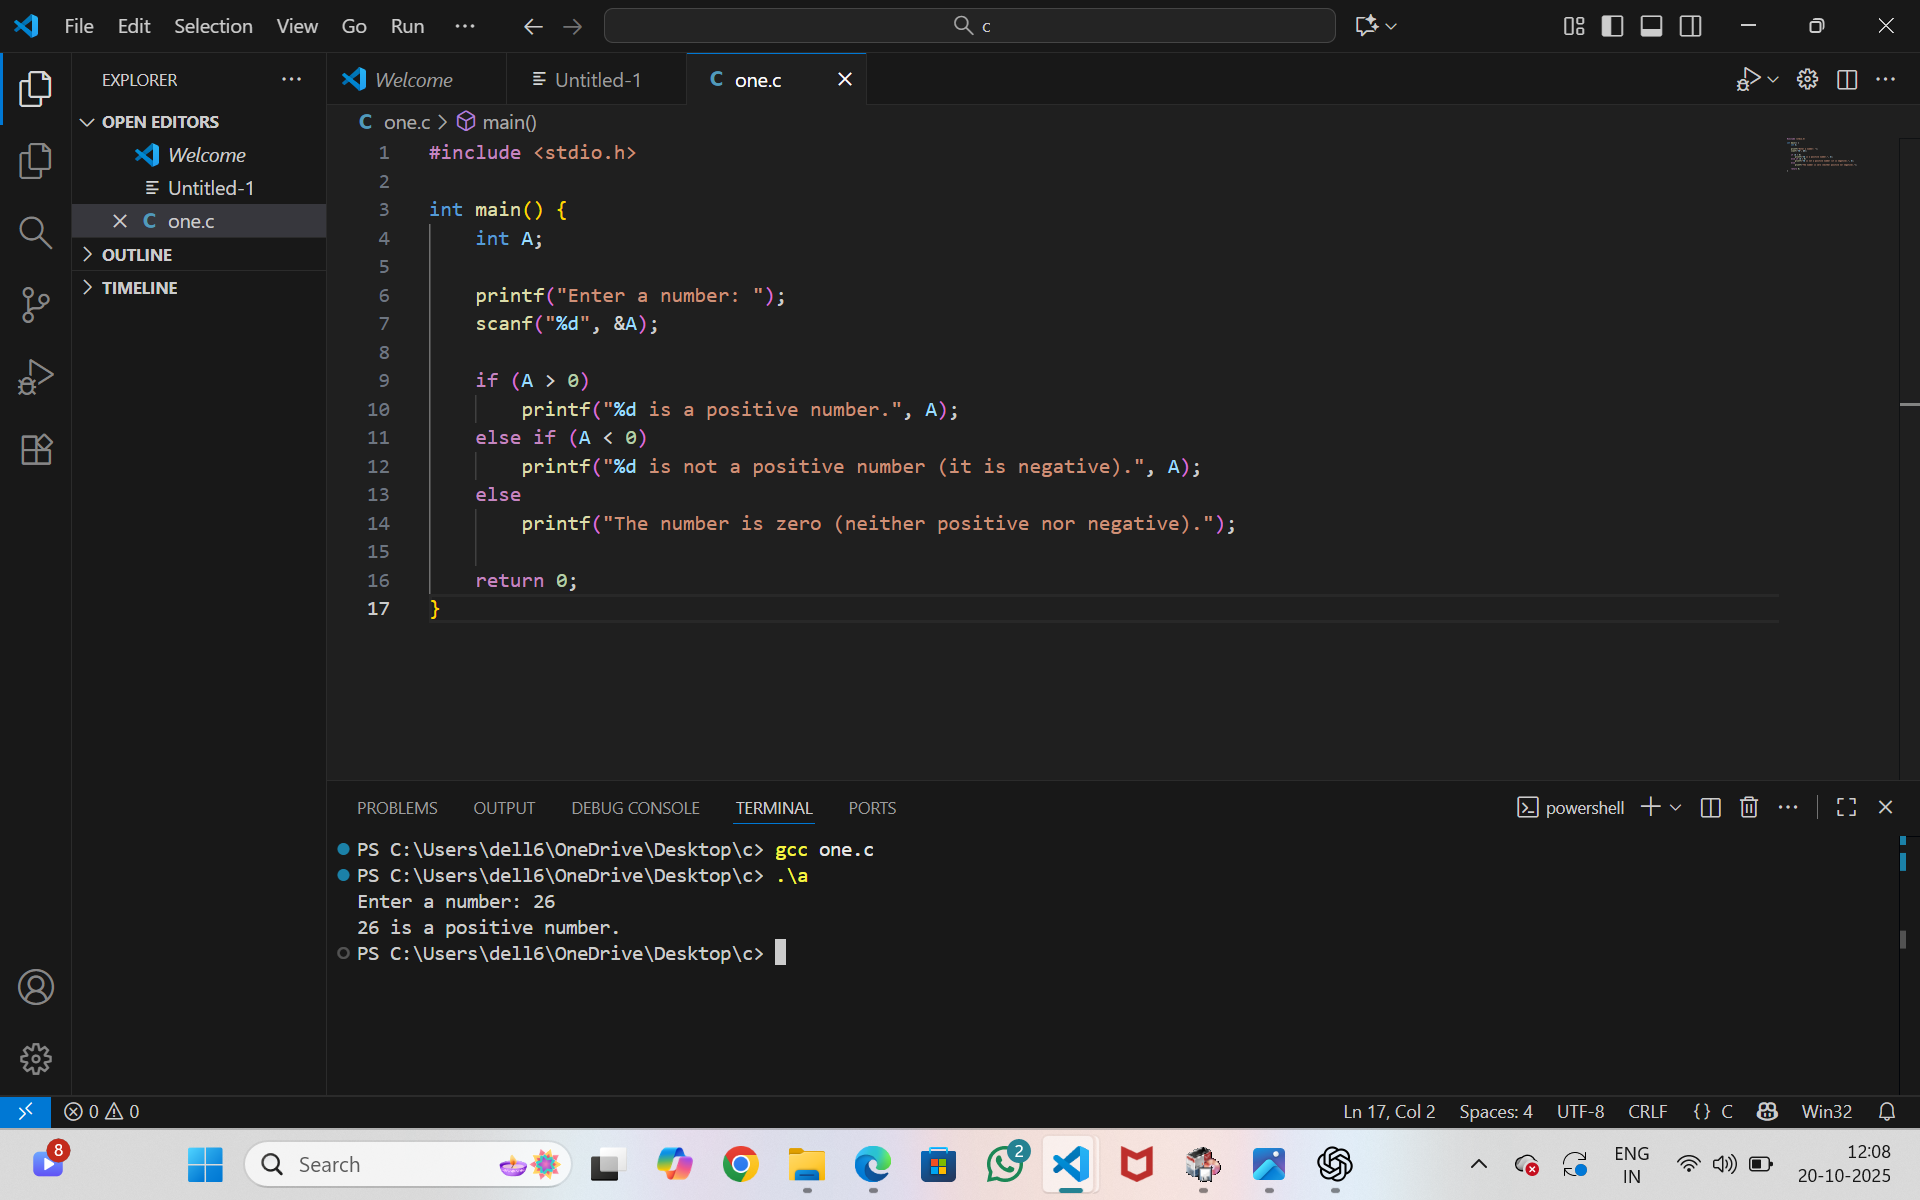 File Edit Selection View Go Run ··· c
EXPLORER ···
OPEN EDITORS
Welcome
Untitled-1
one.c
OUTLINE
TIMELINE
Welcome Untitled-1 C one.c
C one.c > main()
1 #include <stdio.h>
2
3 int main() {
4     int A;
5
6     printf("Enter a number: ");
7     scanf("%d", &A);
8
9     if (A > 0)
10         printf("%d is a positive number.", A);
11     else if (A < 0)
12         printf("%d is not a positive number (it is negative).", A);
13     else
14         printf("The number is zero (neither positive nor negative).");
15
16     return 0;
17 }
PROBLEMS OUTPUT DEBUG CONSOLE TERMINAL PORTS powershell
PS C:\Users\dell6\OneDrive\Desktop\c> gcc one.c
PS C:\Users\dell6\OneDrive\Desktop\c> .\a
Enter a number: 26
26 is a positive number.
PS C:\Users\dell6\OneDrive\Desktop\c>
0 0 Ln 17, Col 2 Spaces: 4 UTF-8 CRLF {} C Win32
8 Search 2 ENG IN 12:08
20-10-2025